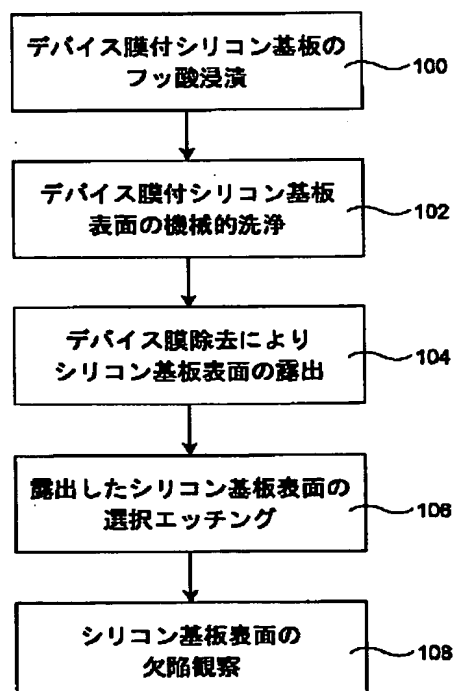 デバイス膜付シリコン基板の
フッ酸浸漬
100
デバイス膜付シリコン基板
表面の機械的洗浄
102
デバイス膜除去により
シリコン基板表面の露出
104
露出したシリコン基板表面の
選択エッチング
106
シリコン基板表面の
欠陥観察
108